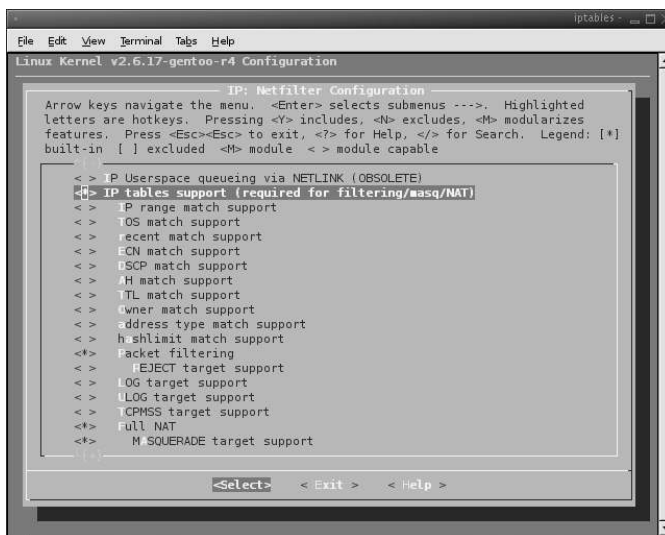 iptables -
File Edit View Terminal Tabs Help
Linux Kernel v2.6.17-gentoo-r4 Configuration
IP: Netfilter Configuration
Arrow keys navigate the menu. <Enter> selects submenus --->. Highlighted
letters are hotkeys. Pressing <Y> includes, <N> excludes, <M> modularizes
features. Press <Esc><Esc> to exit, <?> for Help, </> for Search. Legend: [*]
built-in [ ] excluded <M> module < > module capable
< > IP Userspace queueing via NETLINK (OBSOLETE)
<*> IP tables support (required for filtering/masq/NAT)
< > IP range match support
< > TOS match support
< > recent match support
< > ECN match support
< > DSCP match support
< > AH match support
< > TTL match support
< > Owner match support
< > address type match support
< > hashlimit match support
<*> Packet filtering
< > REJECT target support
< > LOG target support
< > ULOG target support
< > TCPMSS target support
<*> Full NAT
<*> MASQUERADE target support
<Select> < Exit > < Help >